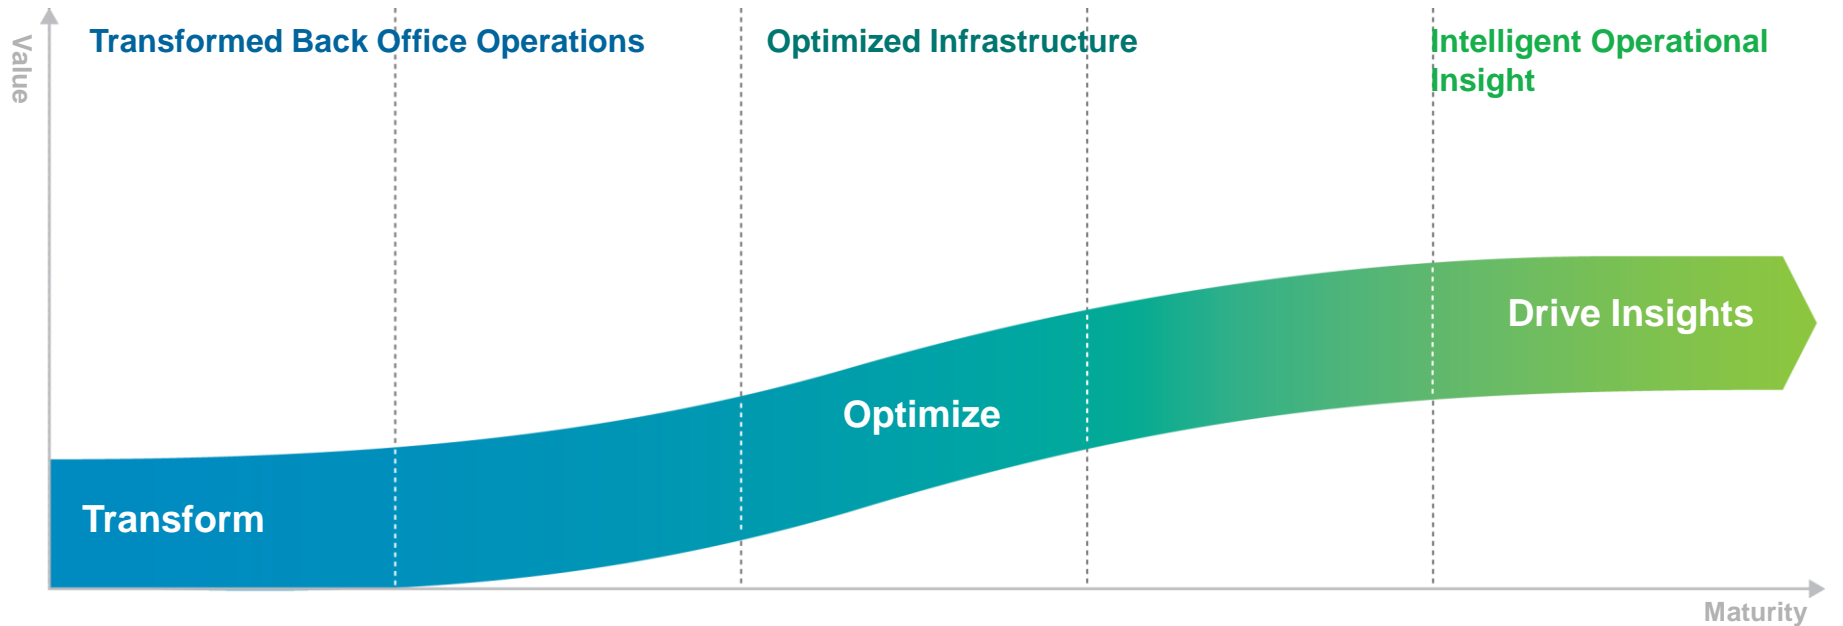 Value
Transformed Back Office Operations
Optimized Infrastructure
Intelligent Operational
Insight
Drive Insights
Optimize
Transform
Maturity